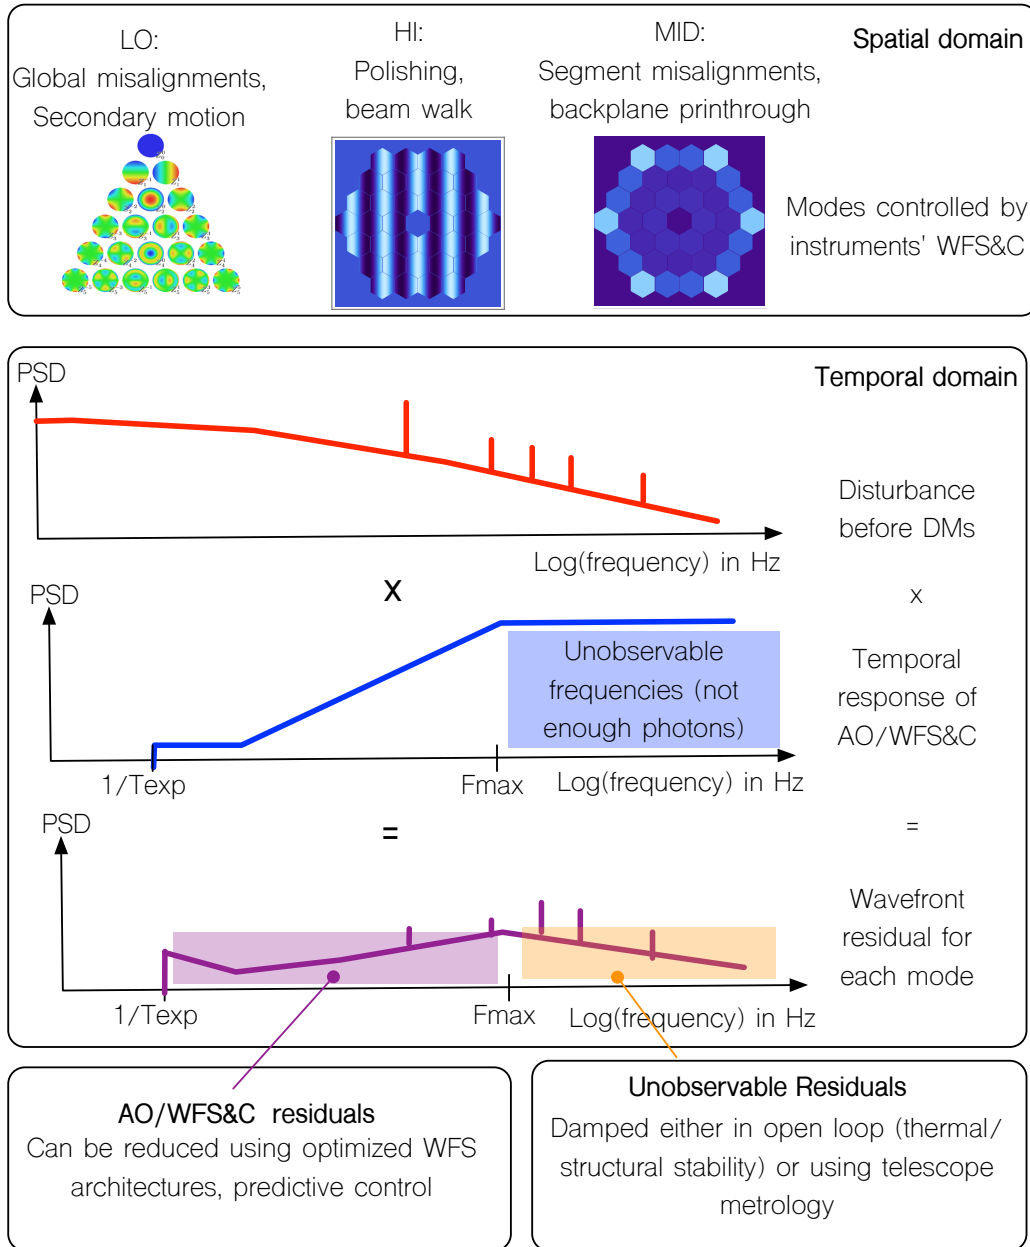 Spatial domain
LO:
Global misalignments,
Secondary motion
HI:
Polishing,
beam walk
MID:
Segment misalignments,
backplane printhrough
Modes controlled by
instruments' WFS&C
Temporal domain
PSD
Log(frequency) in Hz
Disturbance
before DMs
x
x
PSD
Unobservable
frequencies (not
enough photons)
1/Texp
Fmax
Log(frequency) in Hz
Temporal
response of
AO/WFS&C
=
=
PSD
1/Texp
Fmax
Log(frequency) in Hz
Wavefront
residual for
each mode
AO/WFS&C residuals
Can be reduced using optimized WFS
architectures, predictive control
Unobservable Residuals
Damped either in open loop (thermal/
structural stability) or using telescope
metrology